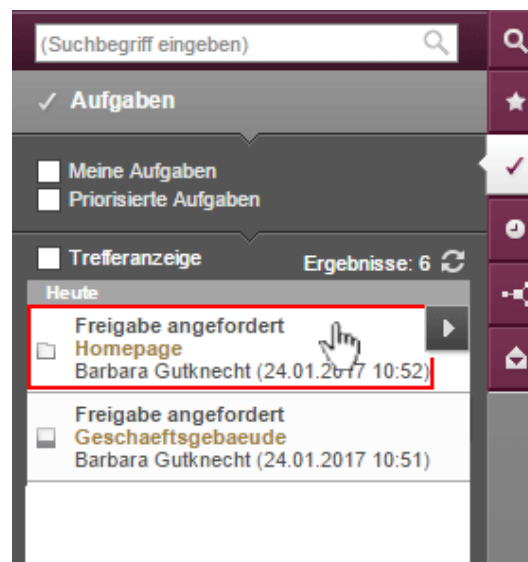 (Suchbegriff eingeben)
Aufgaben
Meine Aufgaben
Priorisierte Aufgaben
Trefferanzeige Ergebnisse: 6
Heute
Freigabe angefordert
Homepage
Barbara Gutknecht (24.01.2017 10:52)
Freigabe angefordert
Geschaeftsgebaeude
Barbara Gutknecht (24.01.2017 10:51)